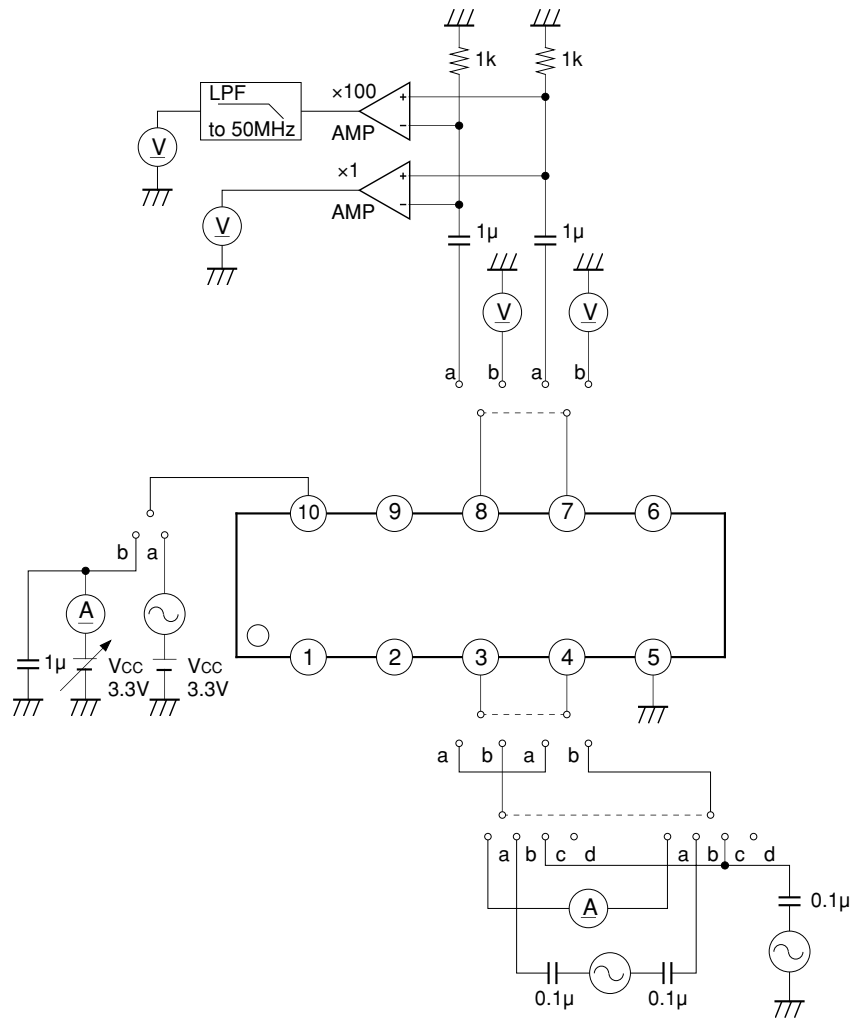 1k 1k
LPF
to 50MHz
×100
+
−
AMP
V
×1
+
−
AMP
V
1μ 1μ
V V
a b a b
10 9 8 7 6
b a
A
1μ
VCC
3.3V
VCC
3.3V
1 2 3 4 5
a b a b
a b c d a b c d
A
0.1μ
0.1μ 0.1μ